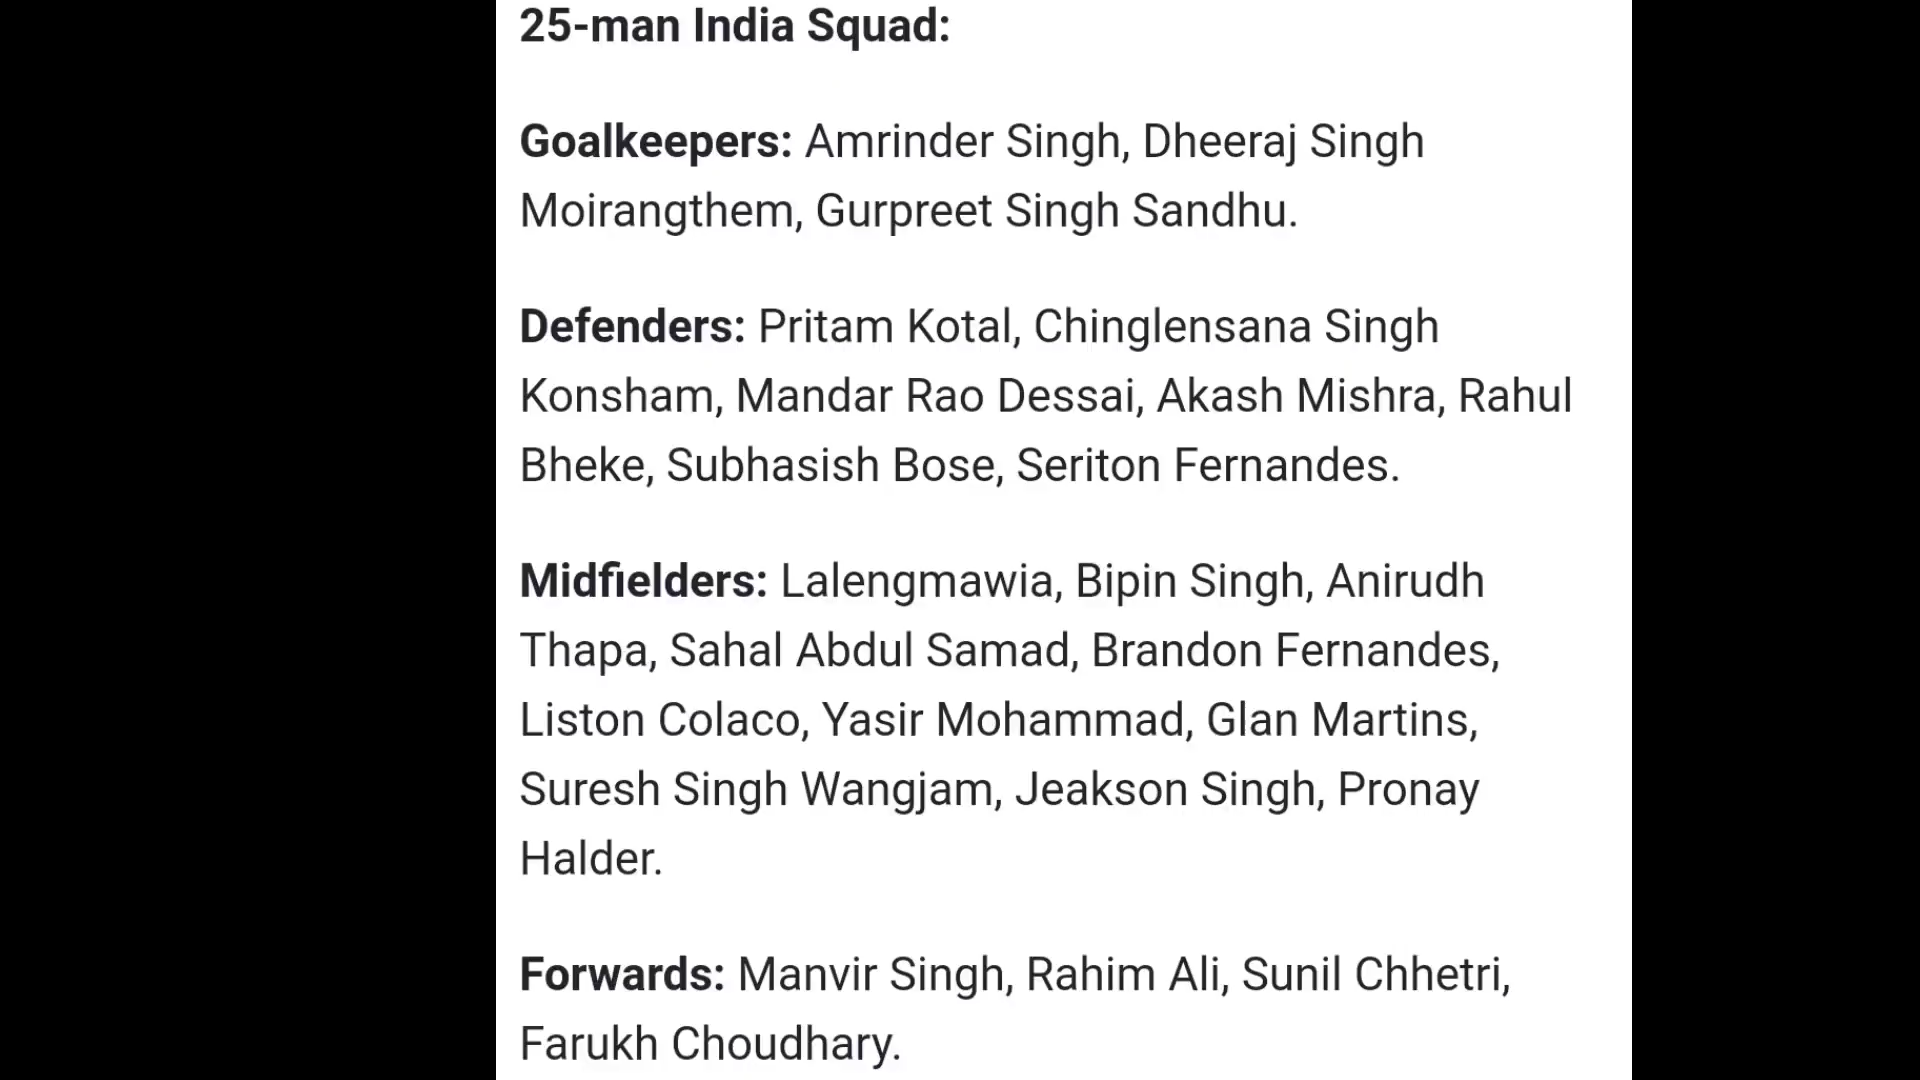 25-man India Squad:
Goalkeepers: Amrinder Singh, Dheeraj Singh
Moirangthem, Gurpreet Singh Sandhu.
Defenders: Pritam Kotal, Chinglensana Singh
Konsham, Mandar Rao Dessai, Akash Mishra, Rahul
Bheke, Subhasish Bose, Seriton Fernandes.
Midfielders: Lalengmawia, Bipin Singh, Anirudh
Thapa, Sahal Abdul Samad, Brandon Fernandes,
Liston Colaco, Yasir Mohammad, Glan Martins,
Suresh Singh Wangjam, Jeakson Singh, Pronay
Halder.
Forwards: Manvir Singh, Rahim Ali, Sunil Chhetri,
Farukh Choudhary.